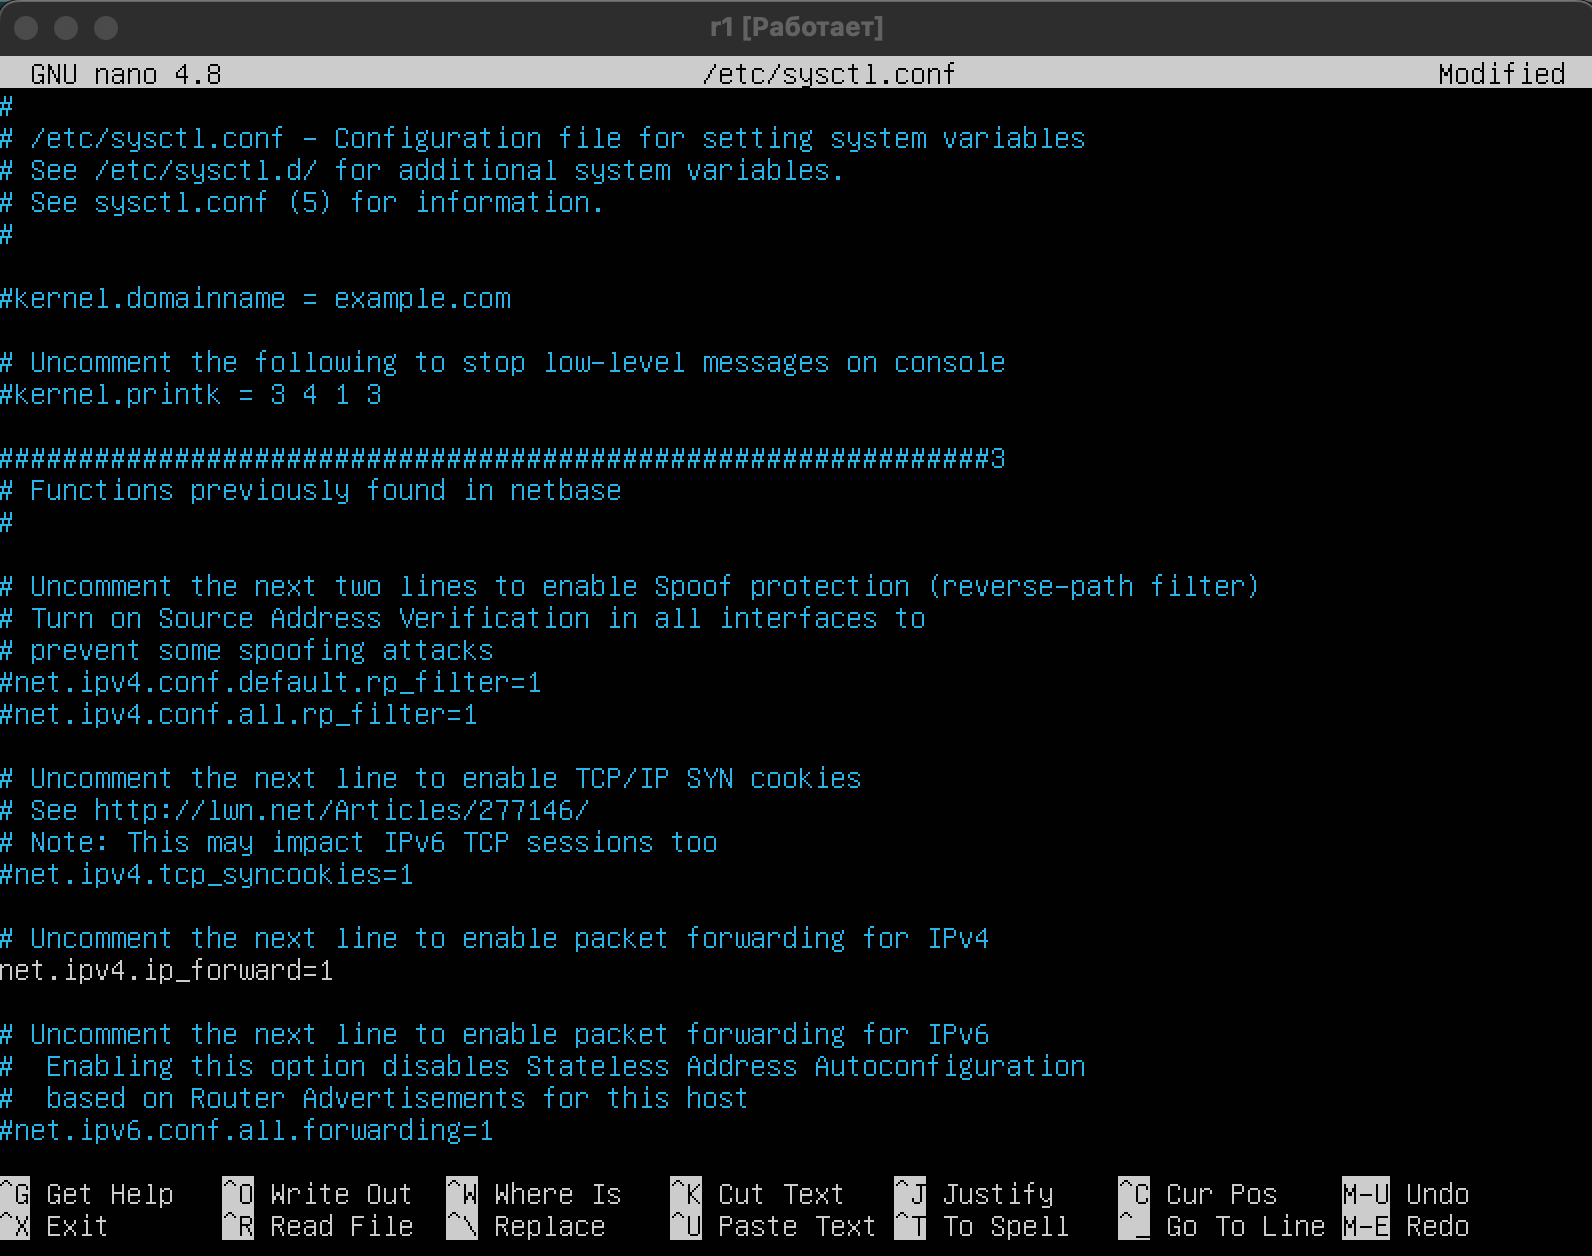 r1 [Работает]
GNU nano 4.8 /etc/sysctl.conf Modified
#
# /etc/sysctl.conf - Configuration file for setting system variables
# See /etc/sysctl.d/ for additional system variables.
# See sysctl.conf (5) for information.
#
#kernel.domainname = example.com
# Uncomment the following to stop low-level messages on console
#kernel.printk = 3 4 1 3
##############################################################3
# Functions previously found in netbase
#
# Uncomment the next two lines to enable Spoof protection (reverse-path filter)
# Turn on Source Address Verification in all interfaces to
# prevent some spoofing attacks
#net.ipv4.conf.default.rp_filter=1
#net.ipv4.conf.all.rp_filter=1
# Uncomment the next line to enable TCP/IP SYN cookies
# See http://lwn.net/Articles/277146/
# Note: This may impact IPv6 TCP sessions too
#net.ipv4.tcp_syncookies=1
# Uncomment the next line to enable packet forwarding for IPv4
net.ipv4.ip_forward=1
# Uncomment the next line to enable packet forwarding for IPv6
#  Enabling this option disables Stateless Address Autoconfiguration
#  based on Router Advertisements for this host
#net.ipv6.conf.all.forwarding=1
^G Get Help ^O Write Out ^W Where Is ^K Cut Text ^J Justify ^C Cur Pos M-U Undo
^X Exit ^R Read File ^\ Replace ^U Paste Text ^T To Spell ^_ Go To Line M-E Redo